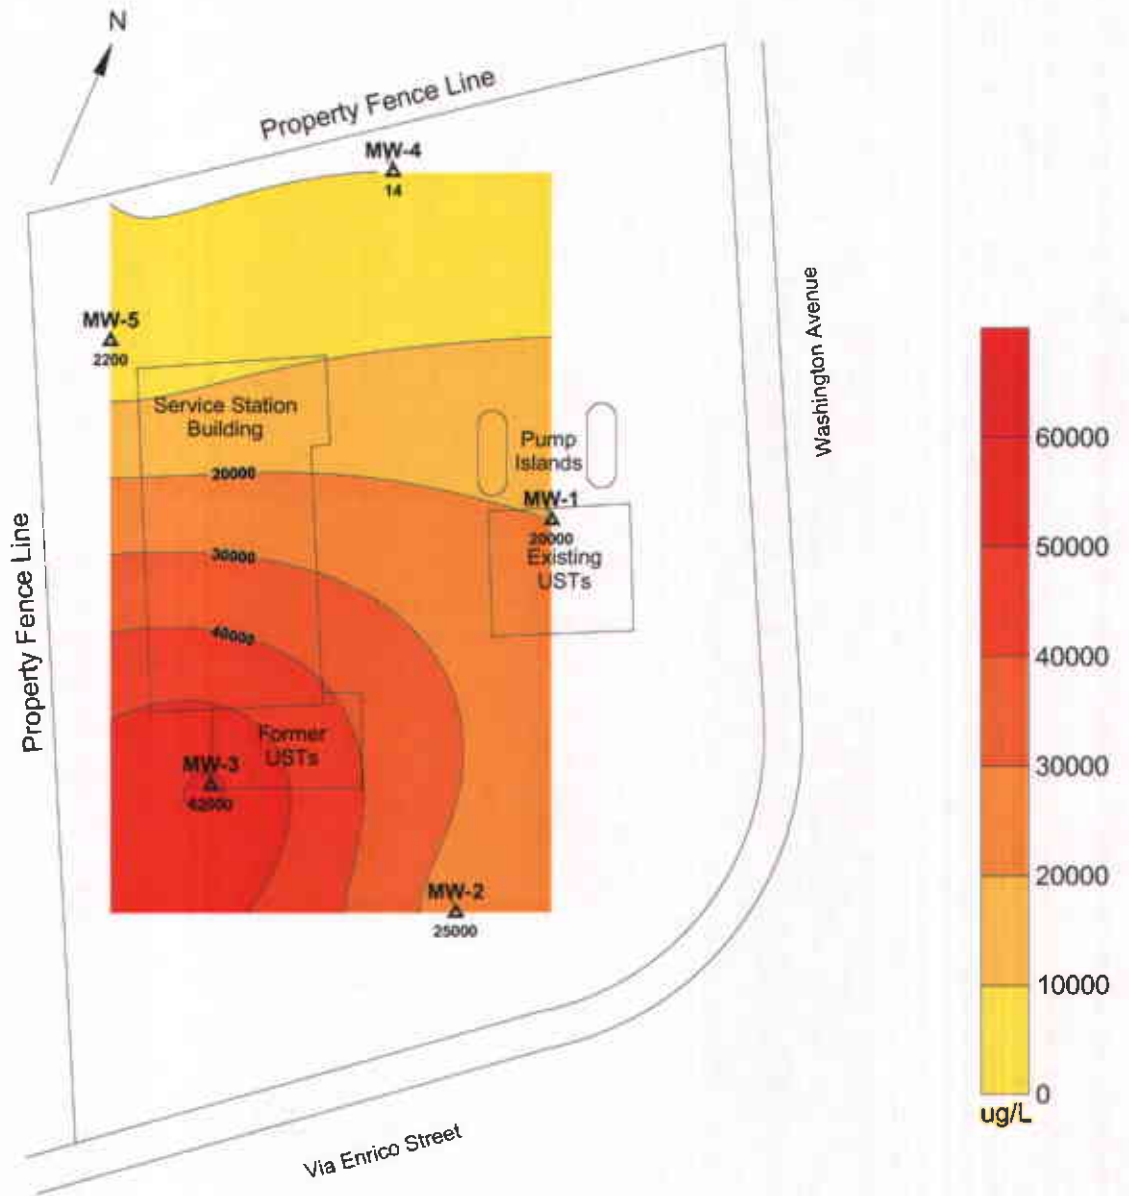 N
Property Fence Line
MW-4
14
MW-5
2200
Service Station
Building
Pump
Islands
20000
MW-1
20000
Existing
USTs
30000
40000
Former
USTs
MW-3
62000
MW-2
25000
Property Fence Line
Washington Avenue
Via Enrico Street
60000
50000
40000
30000
20000
10000
0
ug/L